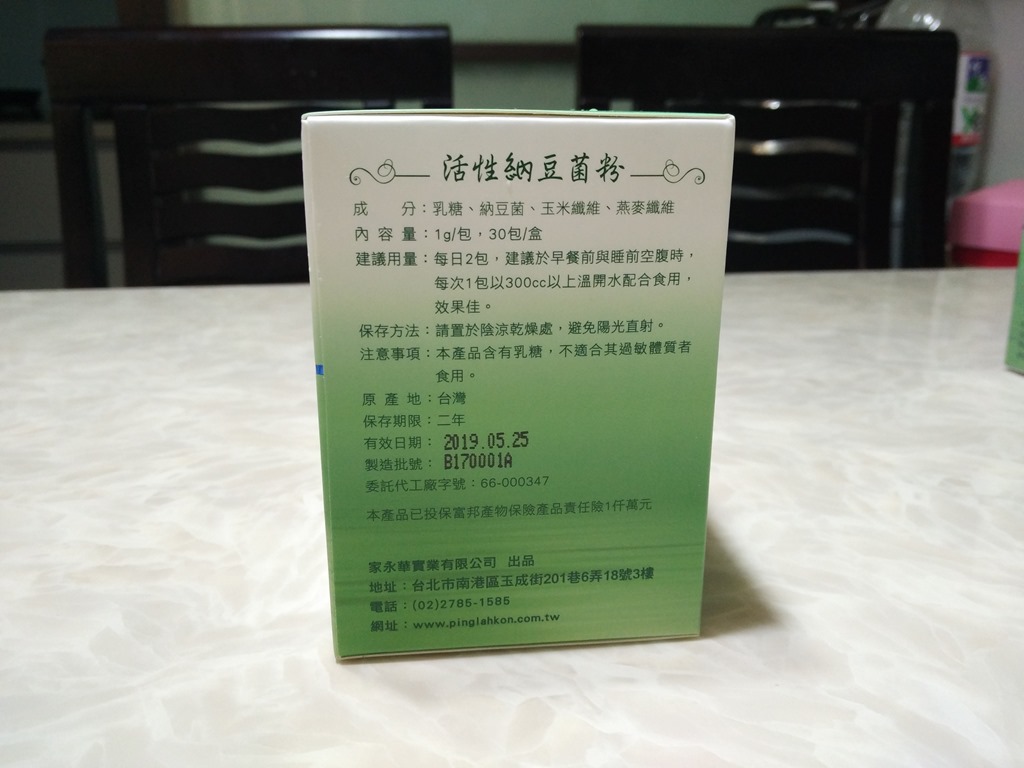 活性納豆菌粉
成　　分：乳糖、納豆菌、玉米纖維、燕麥纖維
內 容 量：1g/包，30包/盒
建議用量：每日2包，建議於早餐前與睡前空腹時，
每次1包以300cc以上溫開水配合食用，
效果佳。
保存方法：請置於陰涼乾燥處，避免陽光直射。
注意事項：本產品含有乳糖，不適合其過敏體質者
食用。
原 產 地：台灣
保存期限：二年
有效日期：2019.05.25
製造批號：B170001A
委託代工廠字號：66-000347
本產品已投保富邦產物保險產品責任險1仟萬元
家永華實業有限公司 出品
地址：台北市南港區玉成街201巷6弄18號3樓
電話：(02)2785-1585
網址：www.pinglahkon.com.tw